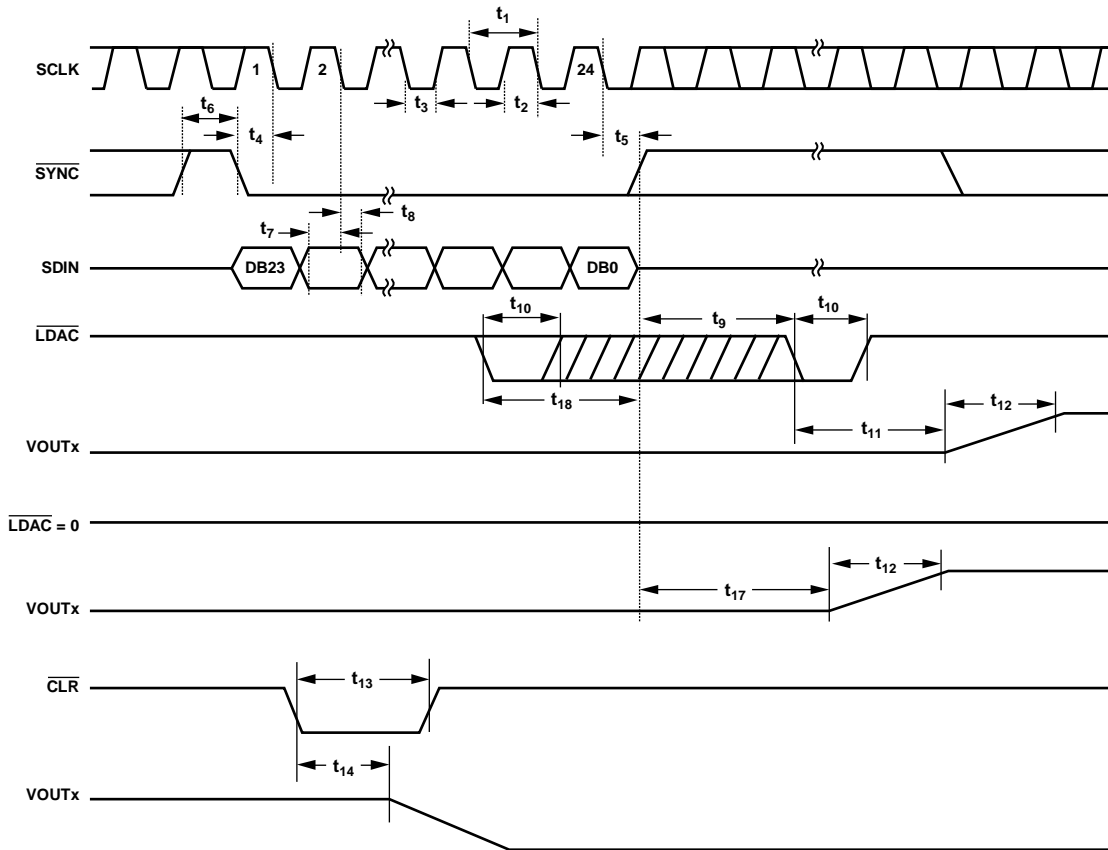 t1
SCLK 1 2 24
t3 t2
t6
t4 t5
SYNC
t8
t7
SDIN DB23 DB0
t10 t9 t10
LDAC
t18
t12
t11
VOUTx
LDAC = 0
t12
t17
VOUTx
t13
CLR
t14
VOUTx